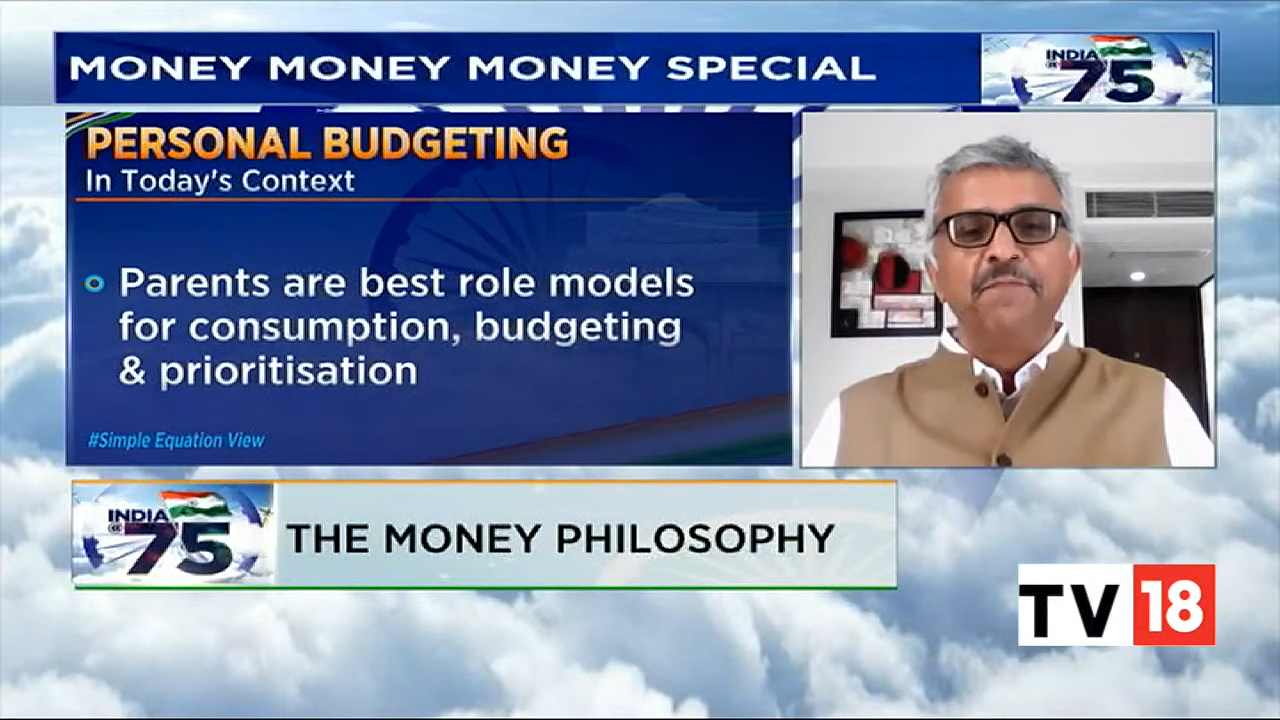 MONEY MONEY MONEY SPECIAL
INDIA
@75
PERSONAL BUDGETING
In Today's Context
Parents are best role models
for consumption, budgeting
& prioritisation
#Simple Equation View
INDIA
@75
THE MONEY PHILOSOPHY
TV18